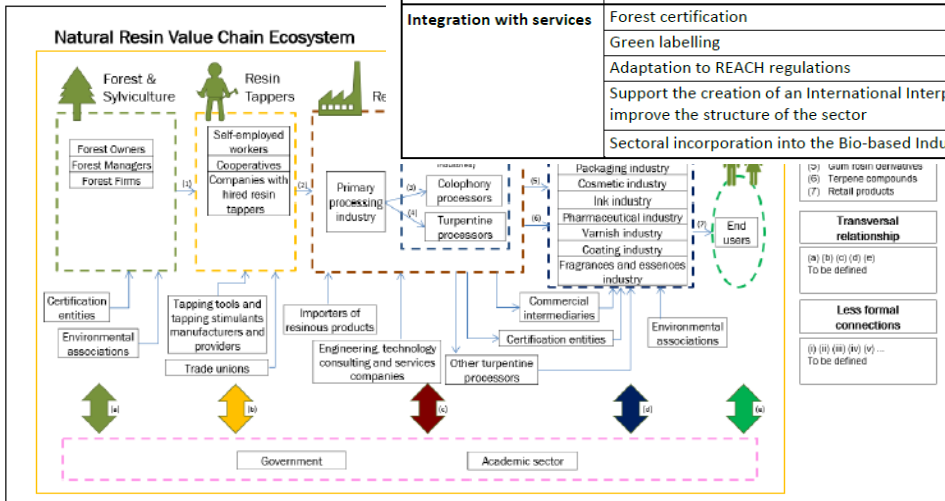 Natural Resin Value Chain Ecosystem
Integration with services
Forest certification
Green labelling
Adaptation to REACH regulations
Support the creation of an International
improve the structure of the sector
Sectoral incorporation into the Bio-based
Forest &
Sylviculture
Resin
Tappers
Forest Owners
Forest Managers
Forest Firms
(1)
Self-employed
workers
Cooperatives
Companies with
hired resin
tappers
(2)
Primary
processing
industry
(3)
(4)
Colophony
processors
Turpentine
processors
(5)
(6)
Packaging industry
Cosmetic industry
Ink industry
Pharmaceutical industry
Varnish industry
Coating industry
Fragrances and essences
industry
(7)
End
users
(5) Gum rosin derivatives
(6) Terpene compounds
(7) Retail products
Transversal
relationship
(a) (b) (c) (d) (e)
To be defined
Less formal
connections
(i) (ii) (iii) (iv) (v) ...
To be defined
Certification
entities
Environmental
associations
Tapping tools and
tapping stimulants
manufacturers and
providers
Trade unions
Importers of
resinous products
Engineering, technology
consulting and services
companies
Commercial
intermediaries
Certification entities
Other turpentine
processors
Environmental
associations
(a)
(b)
(c)
(d)
(e)
Government
Academic sector